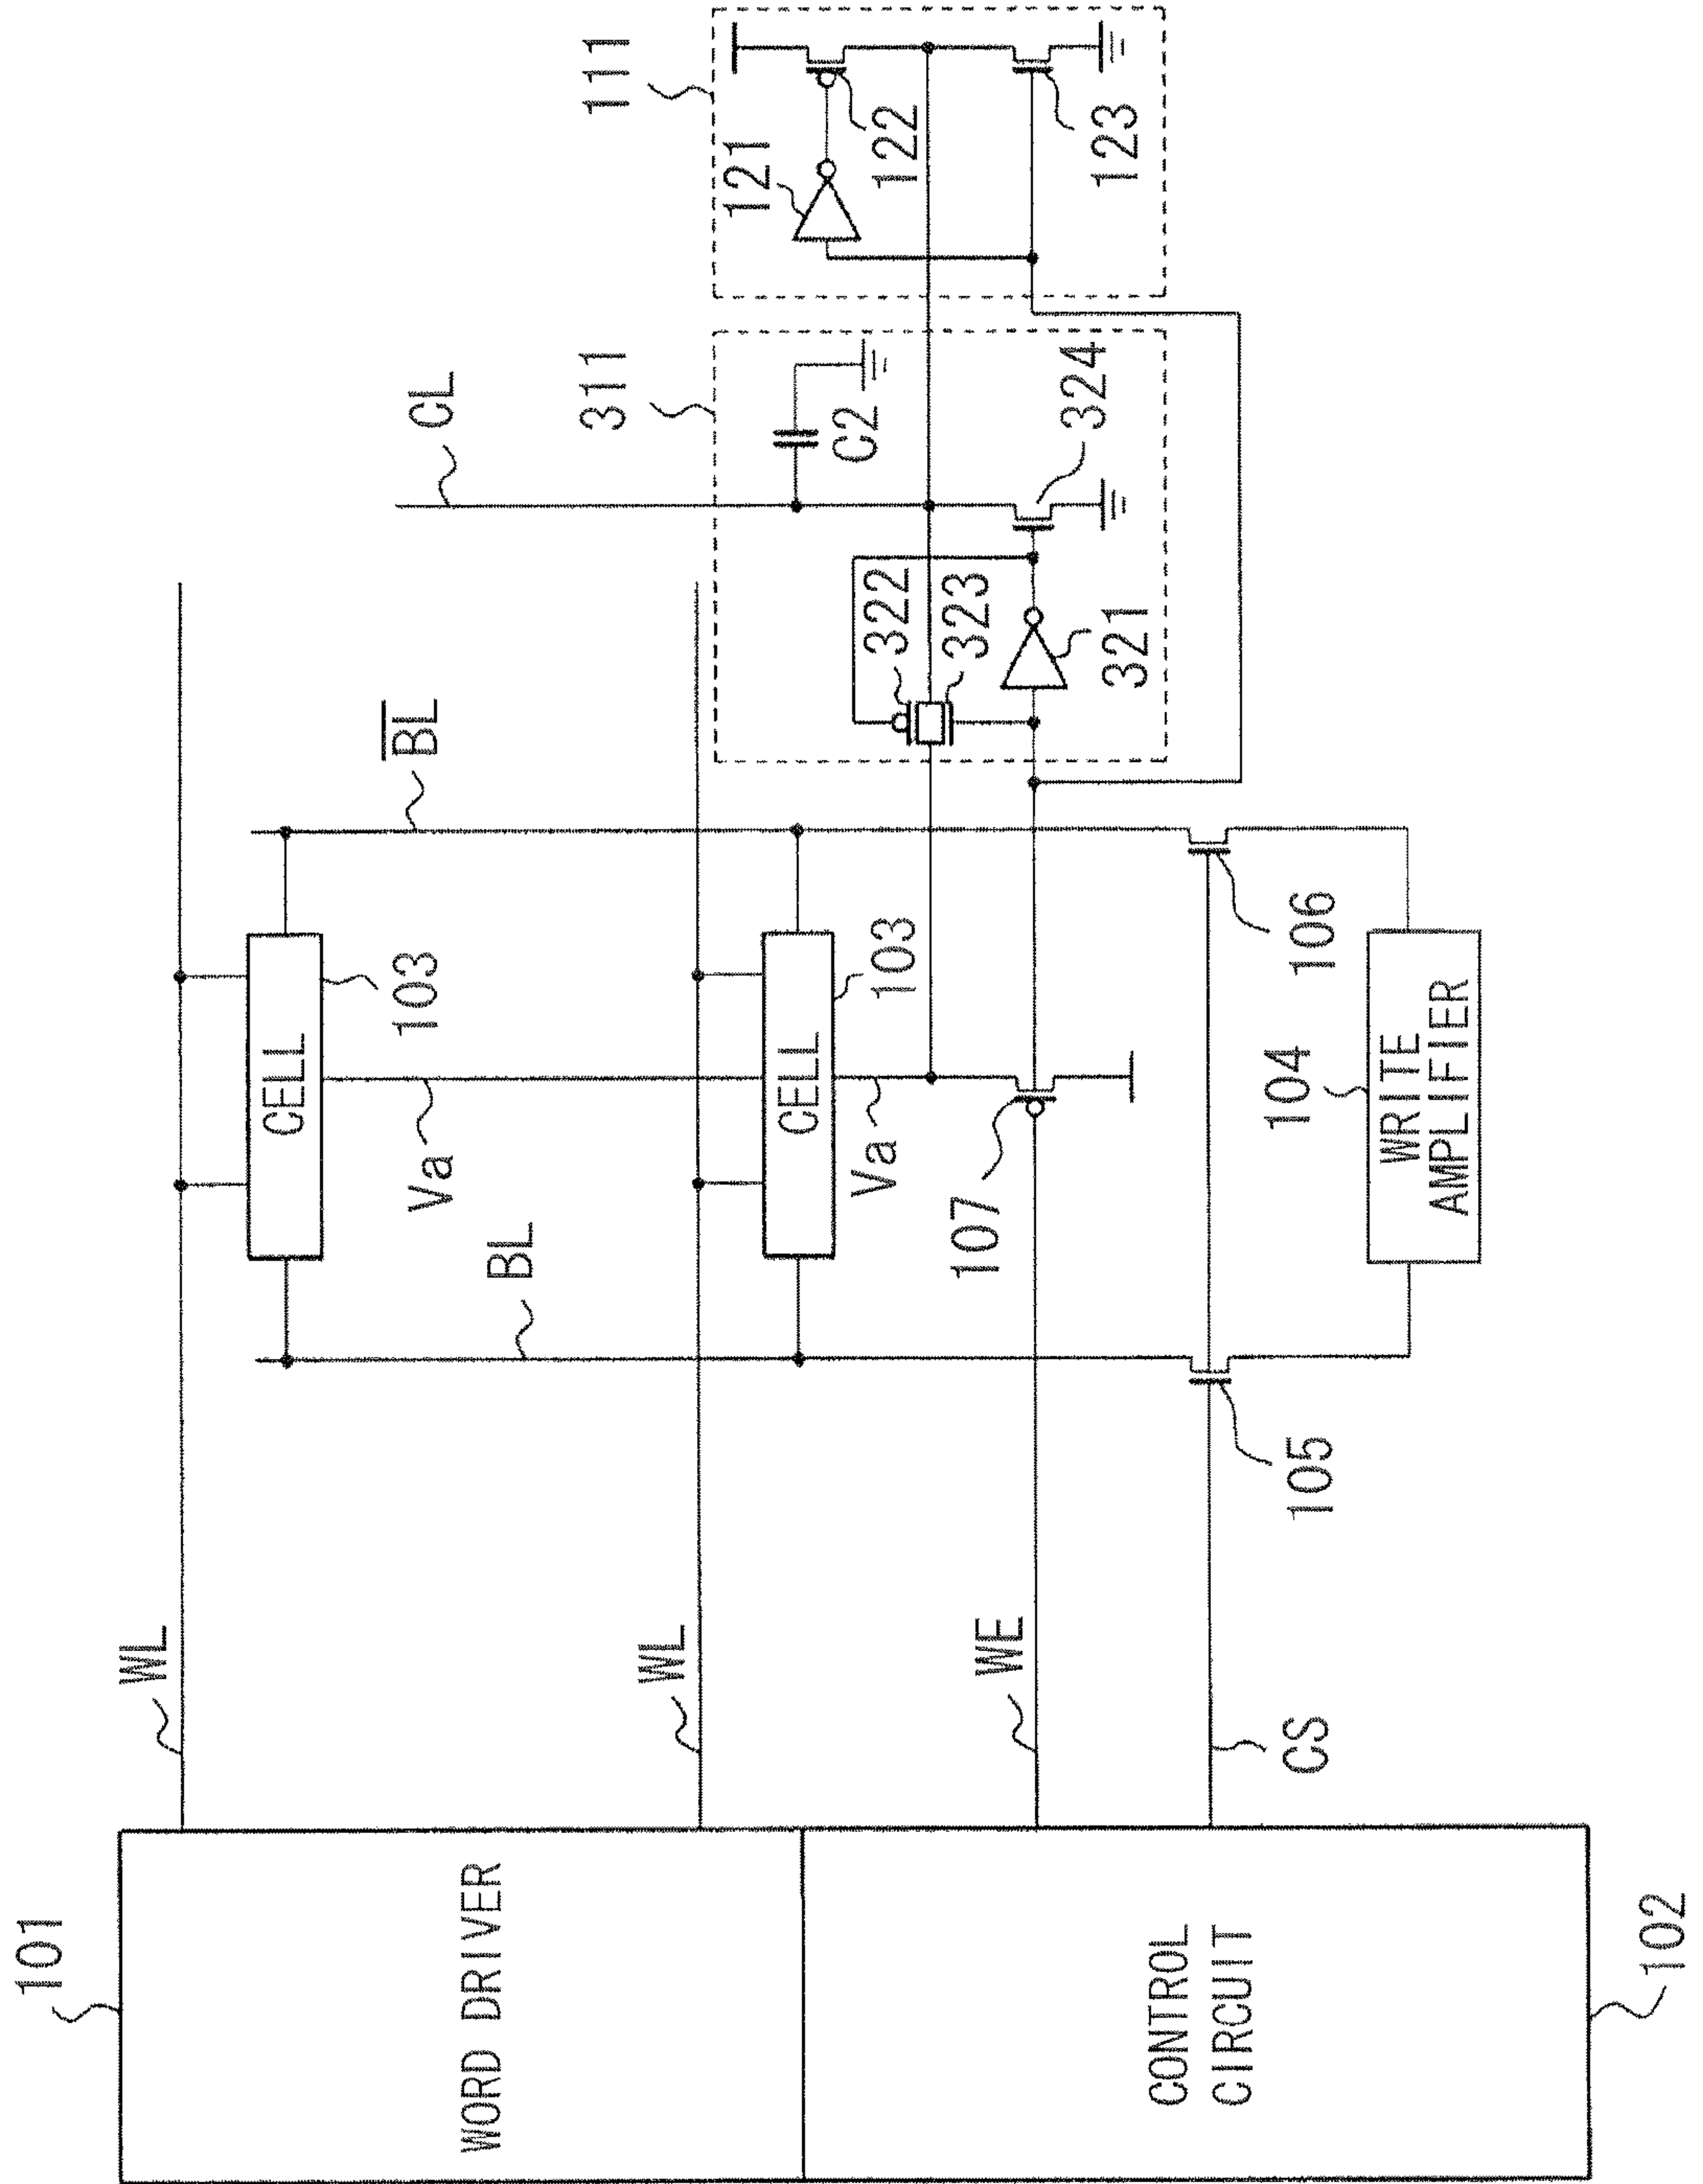 101
WORD DRIVER
CONTROL
CIRCUIT
102
WL
WL
WE
CS
BL
Va
CELL
103
BL
Va
CELL
103
107
105
106
104
WRITE
AMPLIFIER
CL
311
C2
322
323
324
321
111
121
122
123